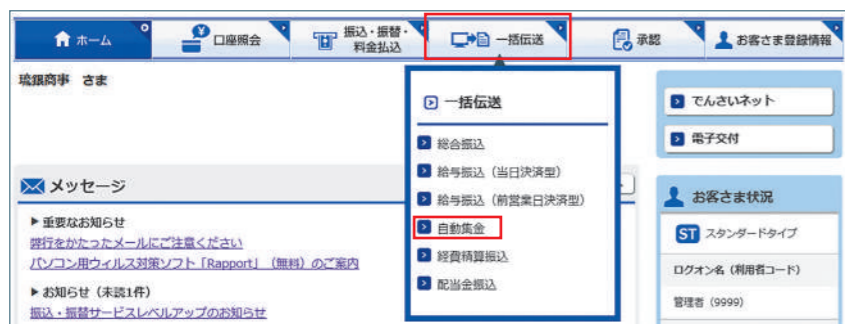 ホーム
口座照会
振込・振替・
料金払込
一括伝送
承認
お客さま登録情報
琉銀商事 さま
一括伝送
総合振込
給与振込（当日決済型）
給与振込（前営業日決済型）
自動集金
経費精算振込
配当金振込
でんさいネット
電子交付
メッセージ
▶ 重要なお知らせ
弊行をかたったメールにご注意ください
パソコン用ウィルス対策ソフト「Rapport」（無料）のご案内
▶ お知らせ（未読1件）
振込・振替サービスレベルアップのお知らせ
お客さま状況
ST スタンダードタイプ
ログオン名（利用者コード）
管理者（9999）